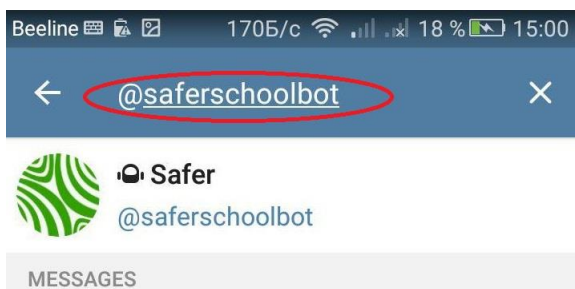 Beeline 170Б/с 18 % 15:00
@saferschoolbot
Safer
@saferschoolbot
MESSAGES